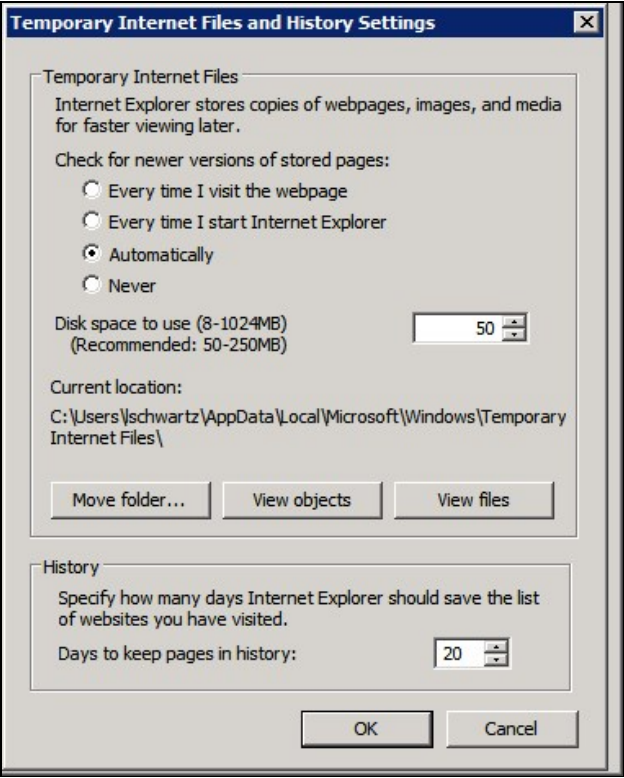 Temporary Internet Files and History Settings
Temporary Internet Files
Internet Explorer stores copies of webpages, images, and media
for faster viewing later.
Check for newer versions of stored pages:
Every time I visit the webpage
Every time I start Internet Explorer
Automatically
Never
Disk space to use (8-1024MB)
(Recommended: 50-250MB)
50
Current location:
C:\Users\lschwartz\AppData\Local\Microsoft\Windows\Temporary
Internet Files\
Move folder...
View objects
View files
History
Specify how many days Internet Explorer should save the list
of websites you have visited.
Days to keep pages in history:
20
OK
Cancel